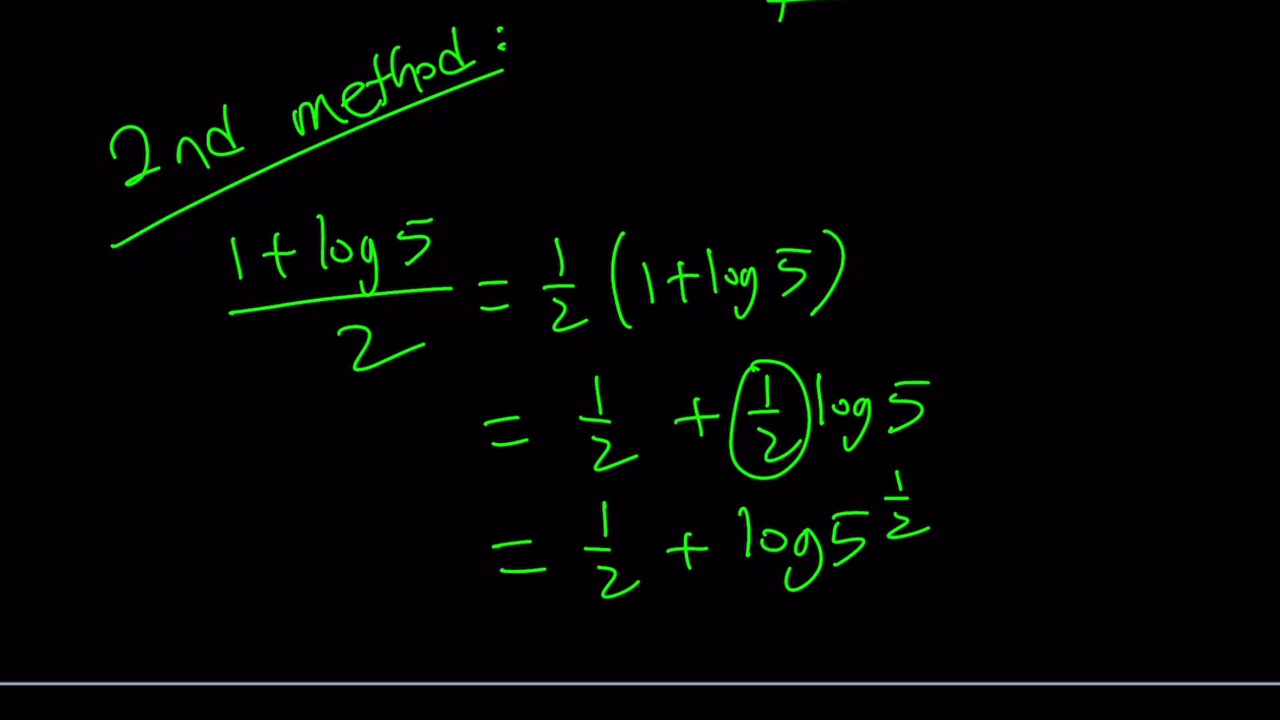 2nd method:
(1+log5)/2 = 1/2 (1+log5)
= 1/2 + 1/2 log5
= 1/2 + log5^(1/2)